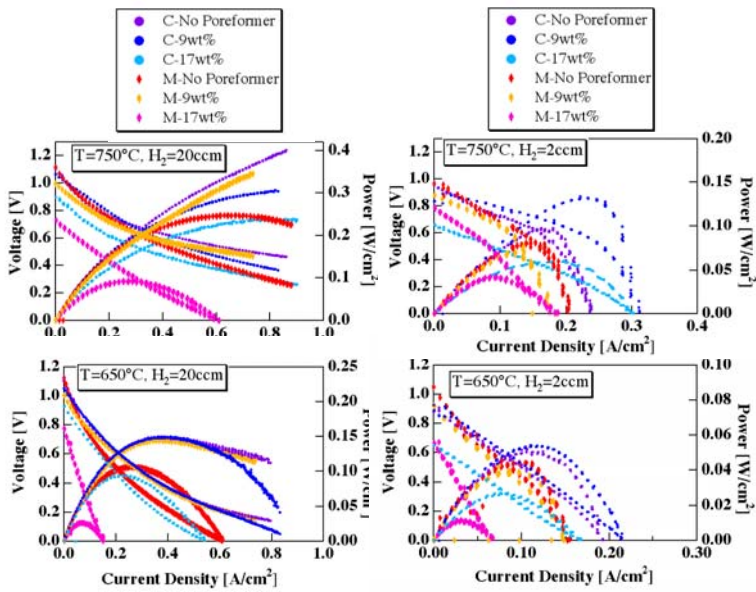 C-No Poreformer
C-9wt%
C-17wt%
M-No Poreformer
M-9wt%
M-17wt%
C-No Poreformer
C-9wt%
C-17wt%
M-No Poreformer
M-9wt%
M-17wt%
T=750°C, H2=20ccm
Voltage [V]
1.2
1.0
0.8
0.6
0.4
0.2
0.0
0.4
0.3
0.2
0.1
0.0
Power [W/cm2]
0.0 0.2 0.4 0.6 0.8 1.0
T=750°C, H2=2ccm
Voltage [V]
1.2
1.0
0.8
0.6
0.4
0.2
0.0
0.20
0.15
0.10
0.05
0.00
Power [W/cm2]
0.0 0.1 0.2 0.3 0.4
Current Density [A/cm2]
T=650°C, H2=20ccm
Voltage [V]
1.2
1.0
0.8
0.6
0.4
0.2
0.0
0.25
0.20
0.15
0.10
0.05
0.00
Power [W/cm2]
0.0 0.2 0.4 0.6 0.8 1.0
Current Density [A/cm2]
T=650°C, H2=2ccm
Voltage [V]
1.2
1.0
0.8
0.6
0.4
0.2
0.0
0.10
0.08
0.06
0.04
0.02
0.00
Power [W/cm2]
0.00 0.10 0.20 0.30
Current Density [A/cm2]